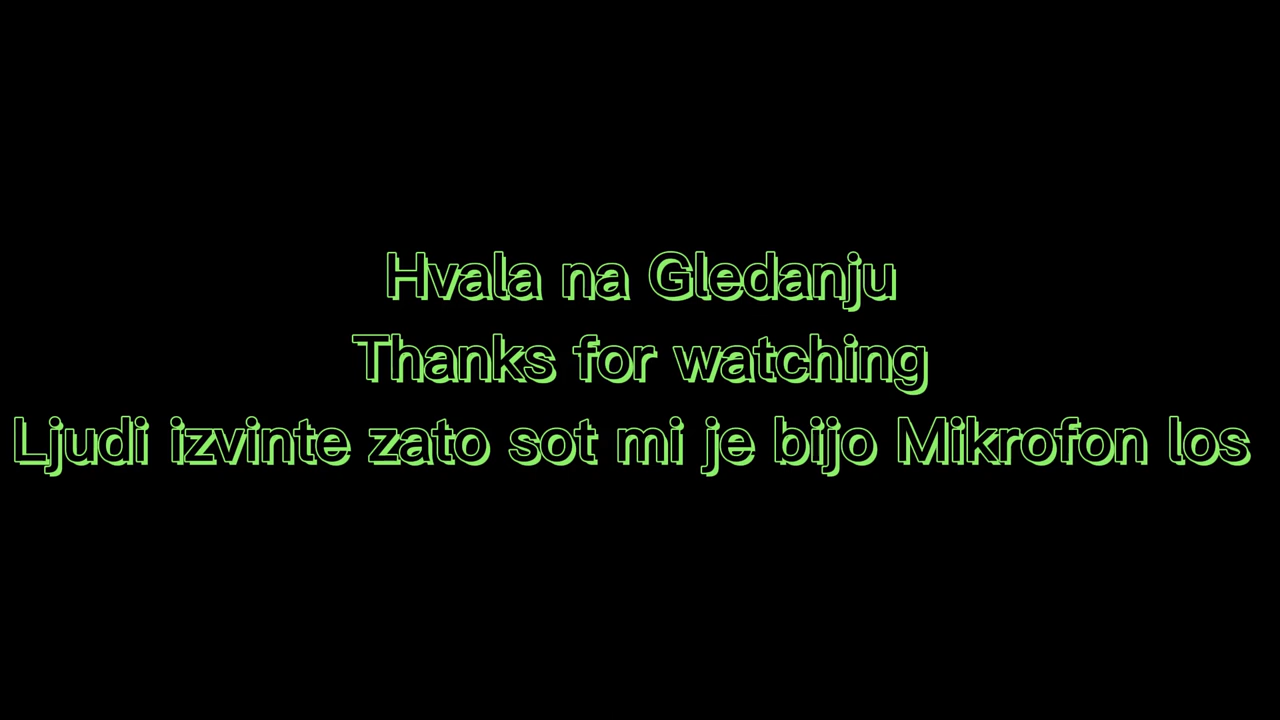 Hvala na Gledanju
Thanks for watching
Ljudi izvinte zato sot mi je bijo Mikrofon los